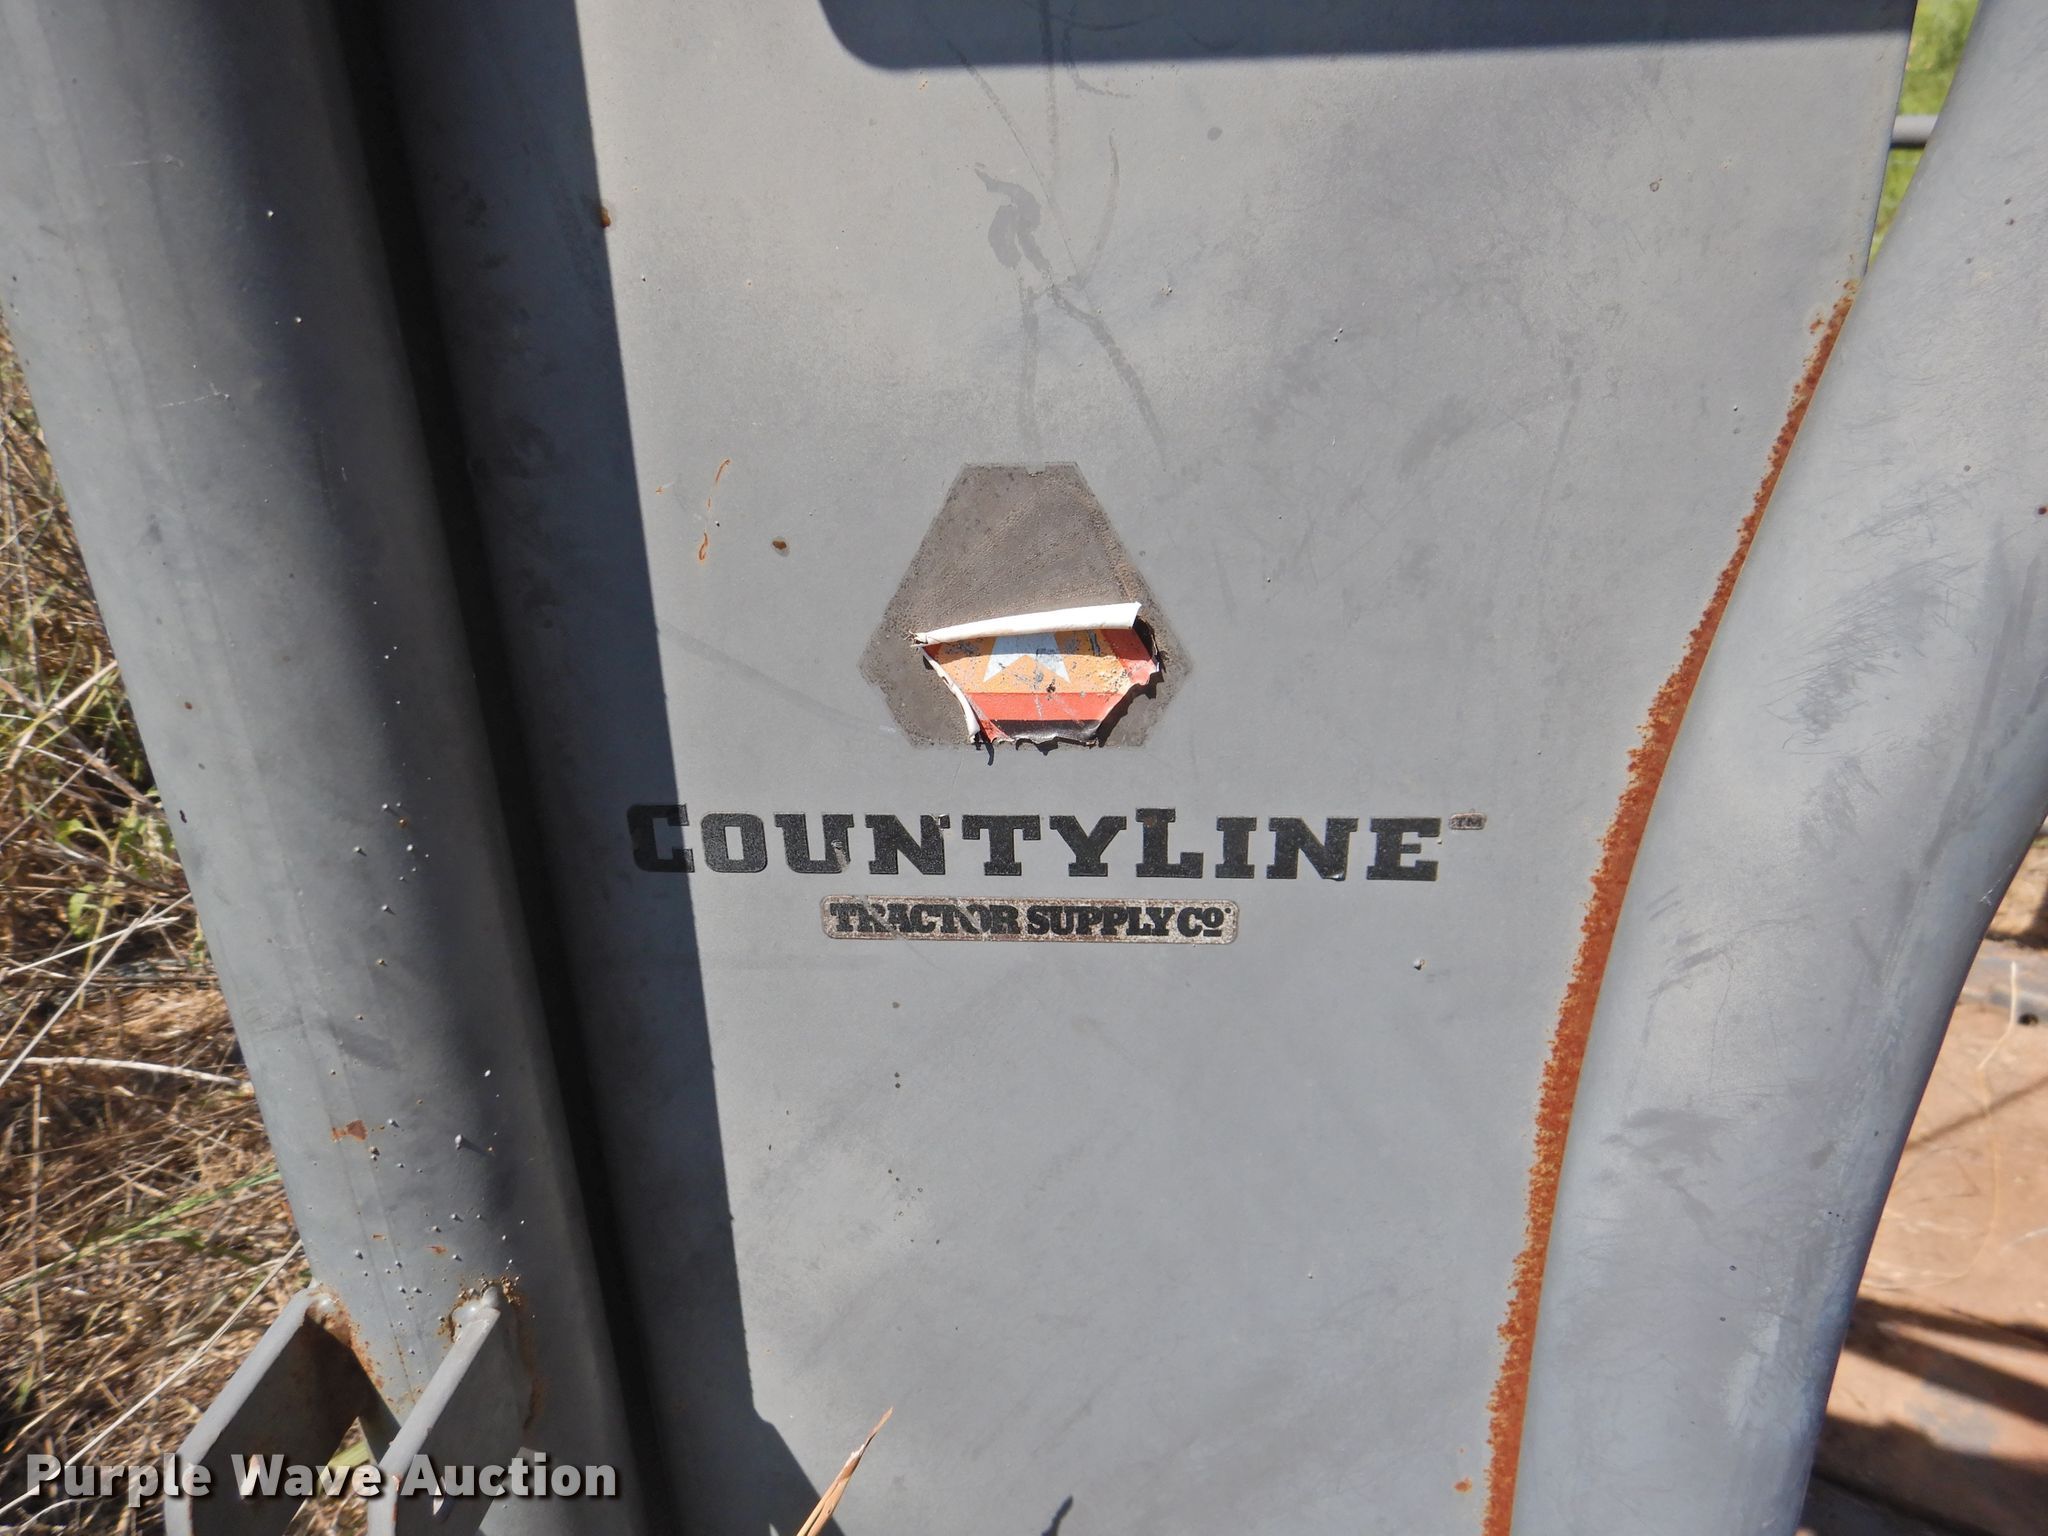 COUNTYLINE™
TRACTOR SUPPLY Cº
Purple Wave Auction